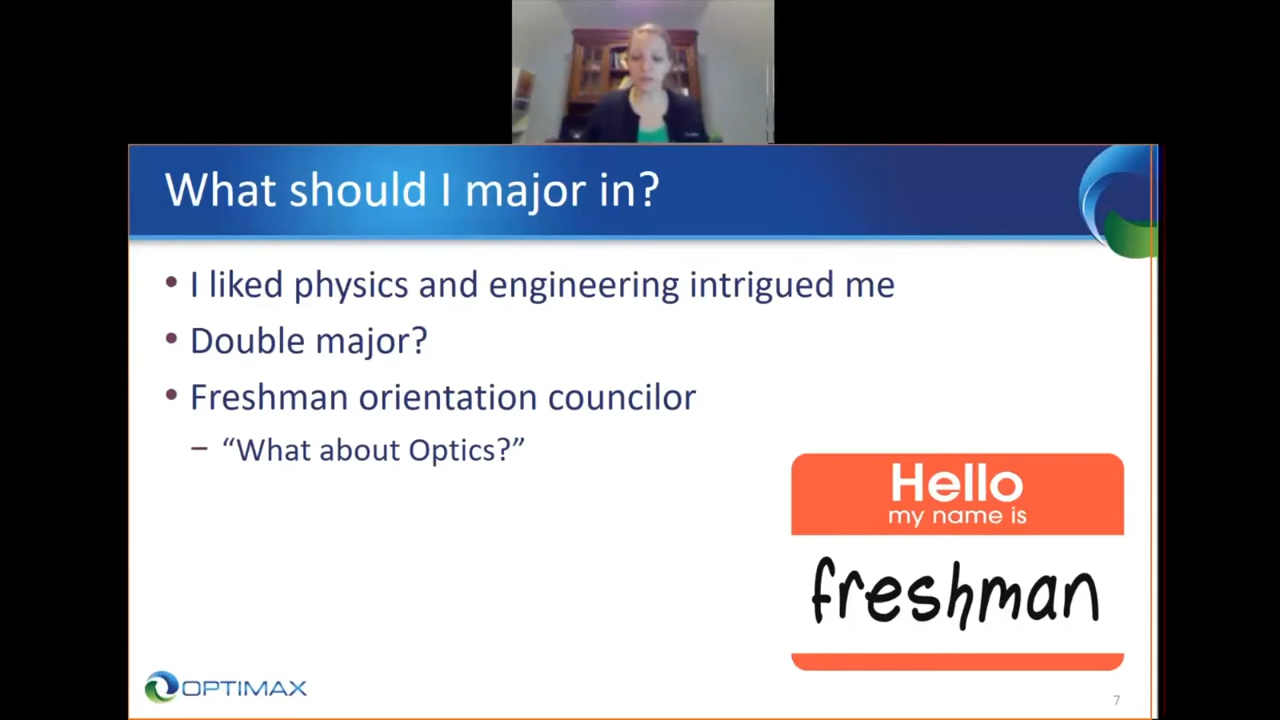 What should I major in?
• I liked physics and engineering intrigued me
• Double major?
• Freshman orientation councilor
– “What about Optics?”
Hello
my name is
freshman
OPTIMAX
7